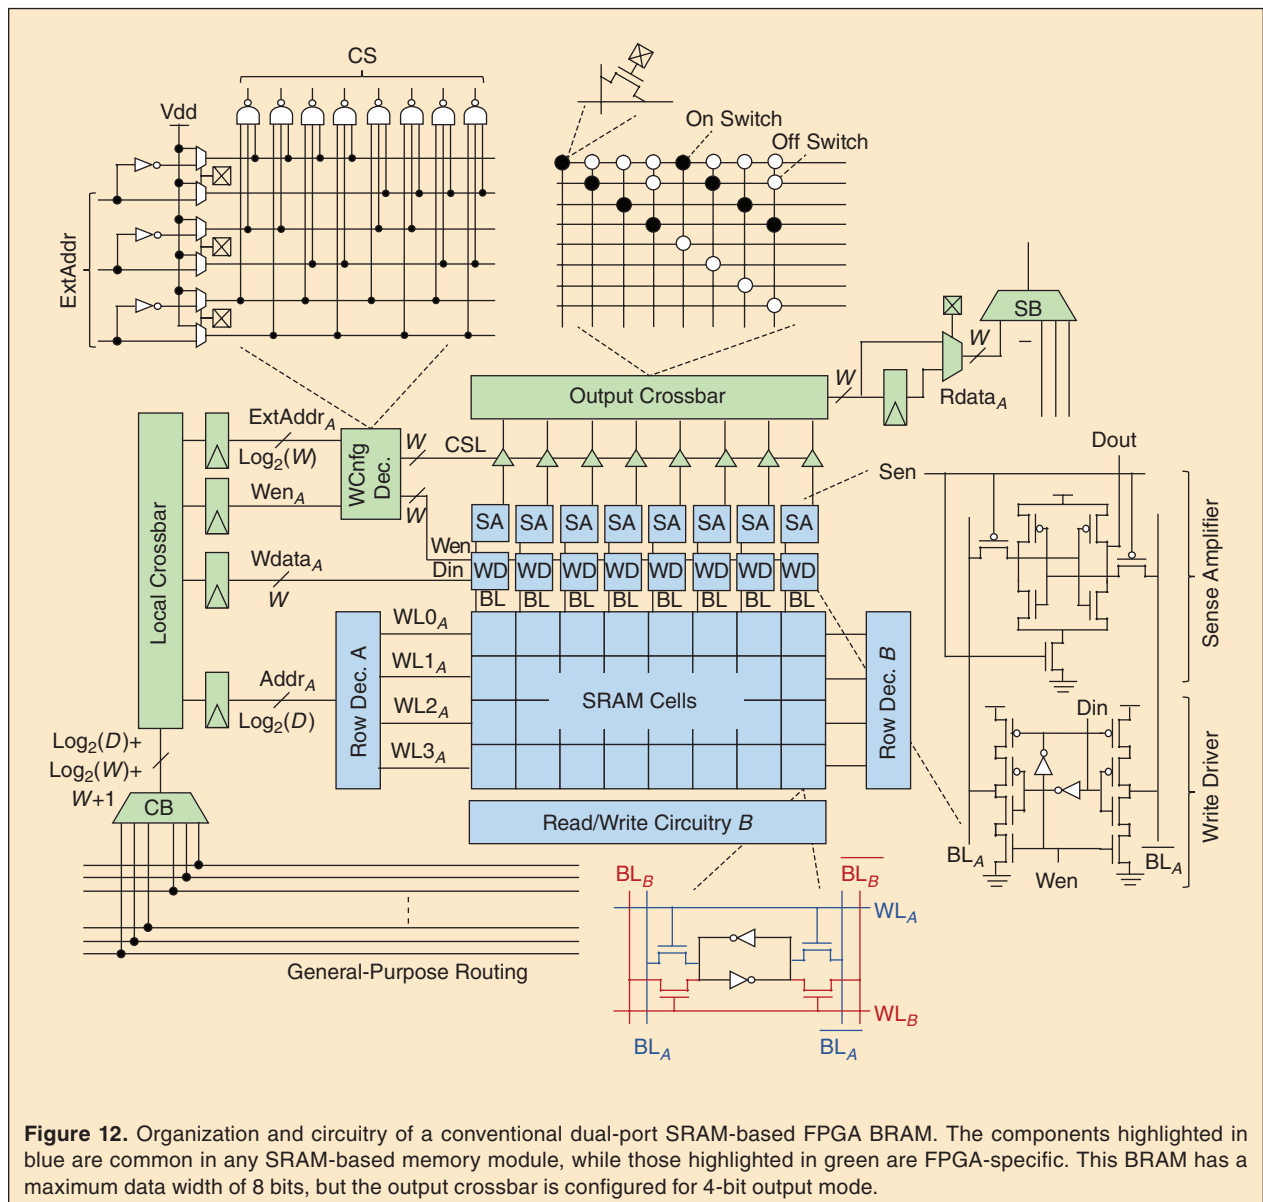 CS
Vdd
ExtAddr
On Switch
Off Switch
SB
W
Rdata_A
Output Crossbar
W
ExtAddr_A
Log₂(W)
WCnfg Dec.
W
CSL
W
Wen_A
Local Crossbar
Wdata_A
W
Wen
Din
SA SA SA SA SA SA SA SA
WD WD WD WD WD WD WD WD
BL BL BL BL BL BL BL BL
Sen
Dout
Sense Amplifier
Addr_A
Log₂(D)
Row Dec. A
WL0_A
WL1_A
WL2_A
WL3_A
SRAM Cells
Row Dec. B
Read/Write Circuitry B
Din
Write Driver
BL_A
Wen
B̅L̅_A
Log₂(D)+
Log₂(W)+
W+1
CB
General-Purpose Routing
BL_B
B̅L̅_B
WL_A
WL_B
BL_A
B̅L̅_A
Figure 12. Organization and circuitry of a conventional dual-port SRAM-based FPGA BRAM. The components highlighted in
blue are common in any SRAM-based memory module, while those highlighted in green are FPGA-specific. This BRAM has a
maximum data width of 8 bits, but the output crossbar is configured for 4-bit output mode.